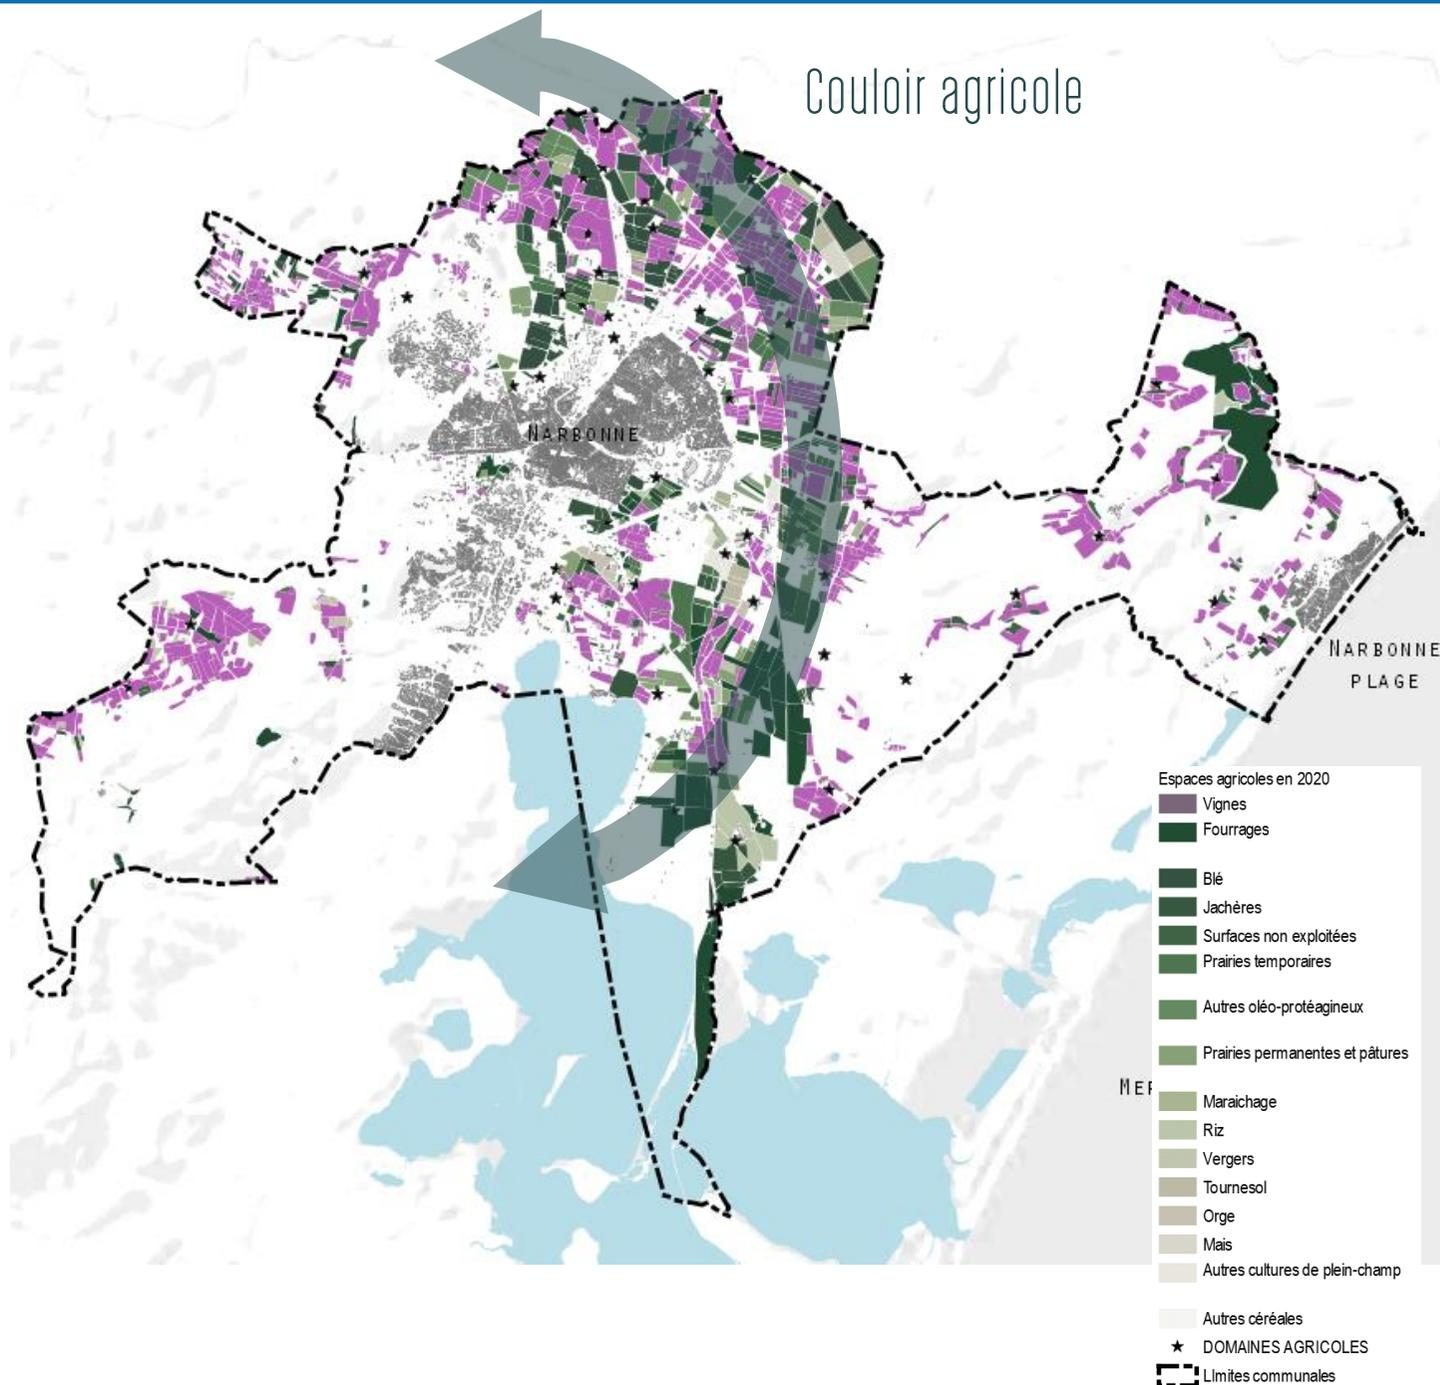 Couloir agricole
NARBONNE
NARBONNE
PLAGE
Espaces agricoles en 2020
Vignes
Fourrages
Blé
Jachères
Surfaces non exploitées
Prairies temporaires
Autres oléo-protéagineux
Prairies permanentes et pâtures
MER
Maraichage
Riz
Vergers
Tournesol
Orge
Mais
Autres cultures de plein-champ
Autres céréales
DOMAINES AGRICOLES
LImites communales